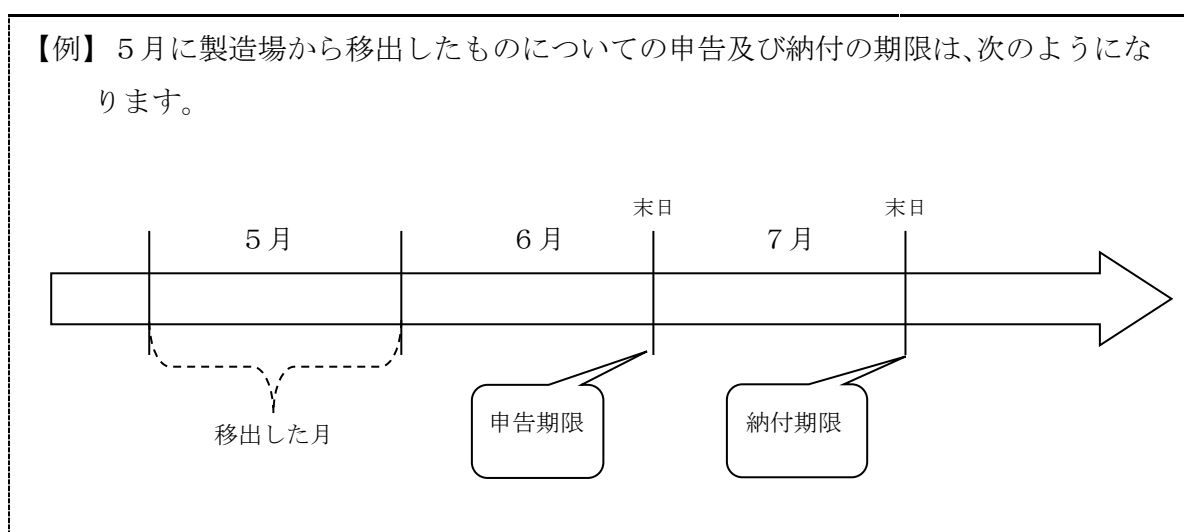 【例】５月に製造場から移出したものについての申告及び納付の期限は、次のようにな
ります。
末日 末日
５月 ６月 ７月
申告期限 納付期限
移出した月